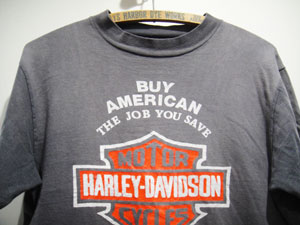 BUY
AMERICAN
THE JOB YOU SAVE
MOTOR
HARLEY-DAVIDSON
CYCLES